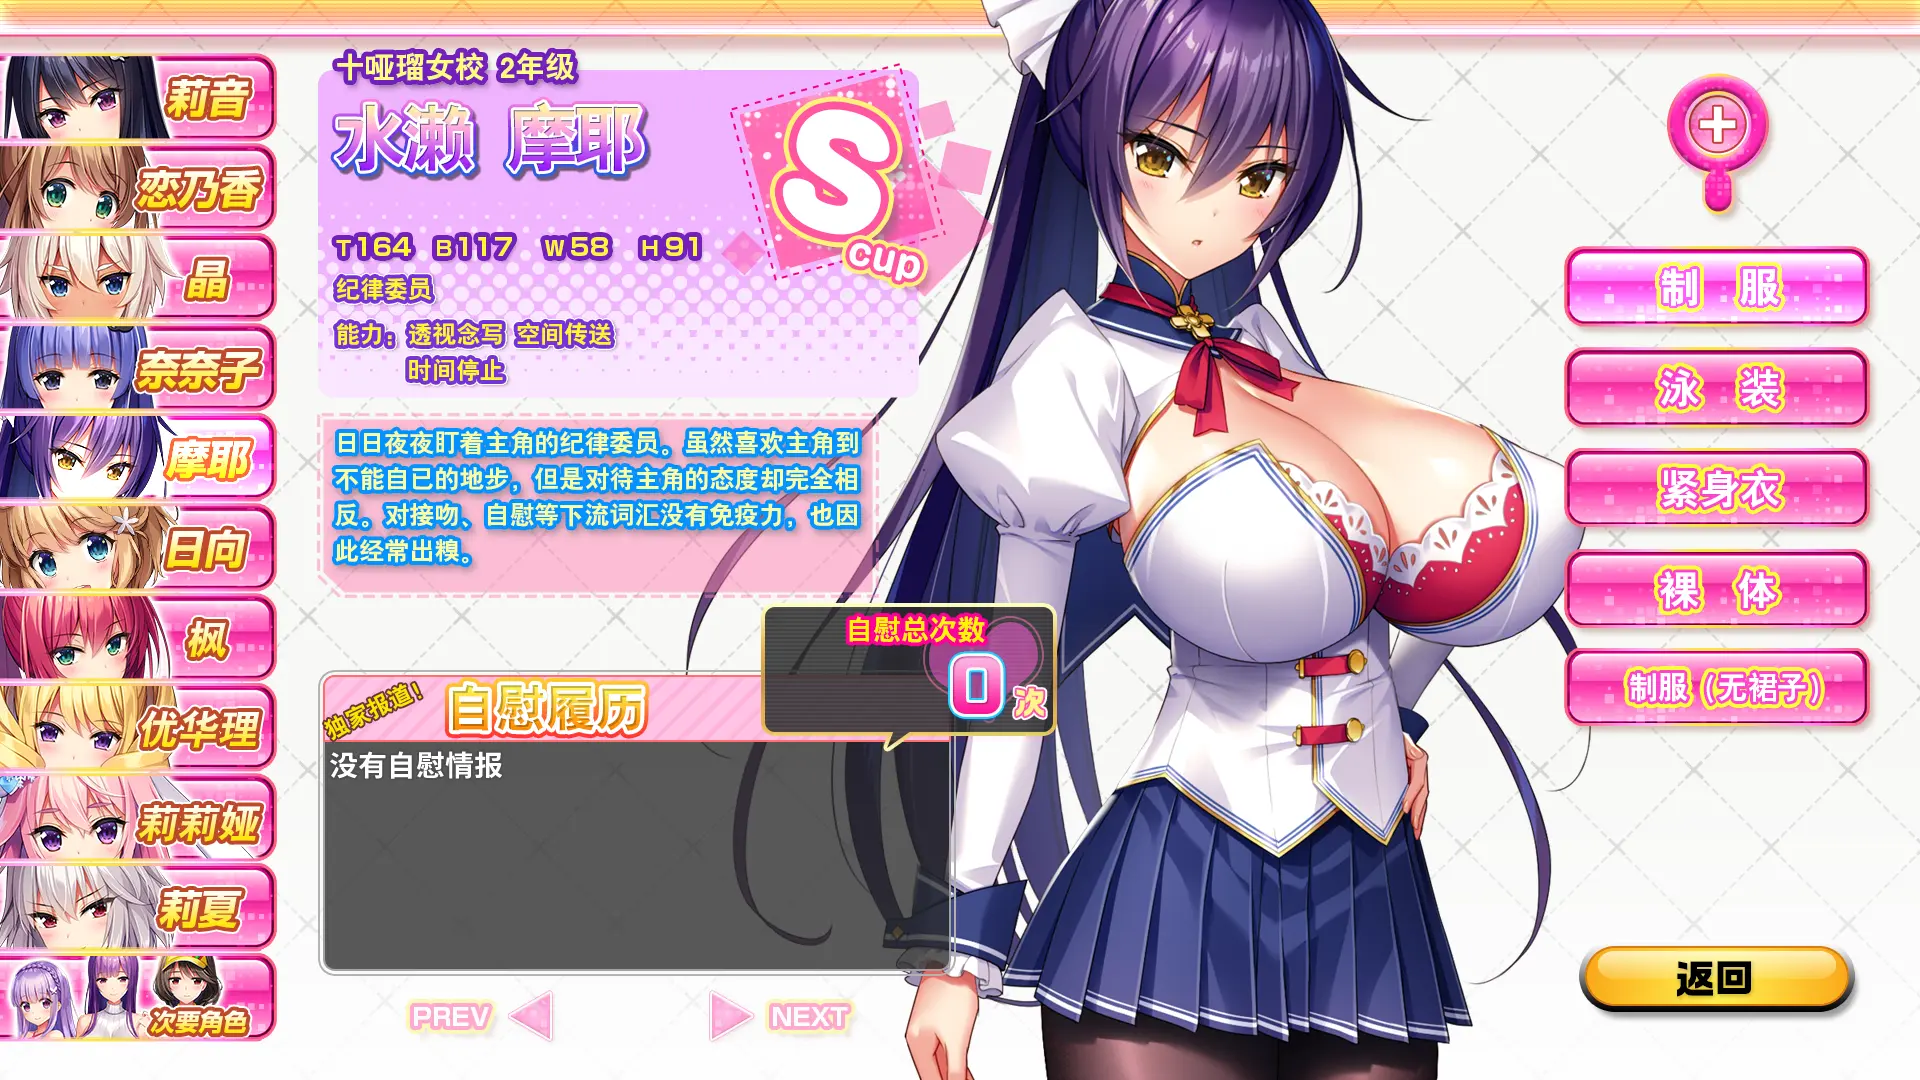 莉音
恋乃香
晶
奈奈子
摩耶
日向
枫
优华理
莉莉娅
莉夏
次要角色
十哑瑠女校 2年级
水濑 摩耶
S
cup
T164 B117 W58 H91
纪律委员
能力：透视念写 空间传送
时间停止
日日夜夜盯着主角的纪律委员。虽然喜欢主角到
不能自已的地步，但是对待主角的态度却完全相
反。对接吻、自慰等下流词汇没有免疫力，也因
此经常出糗。
自慰总次数
0次
独家报道！
自慰履历
没有自慰情报
PREV
NEXT
制 服
泳 装
紧身衣
裸 体
制服（无裙子）
返回